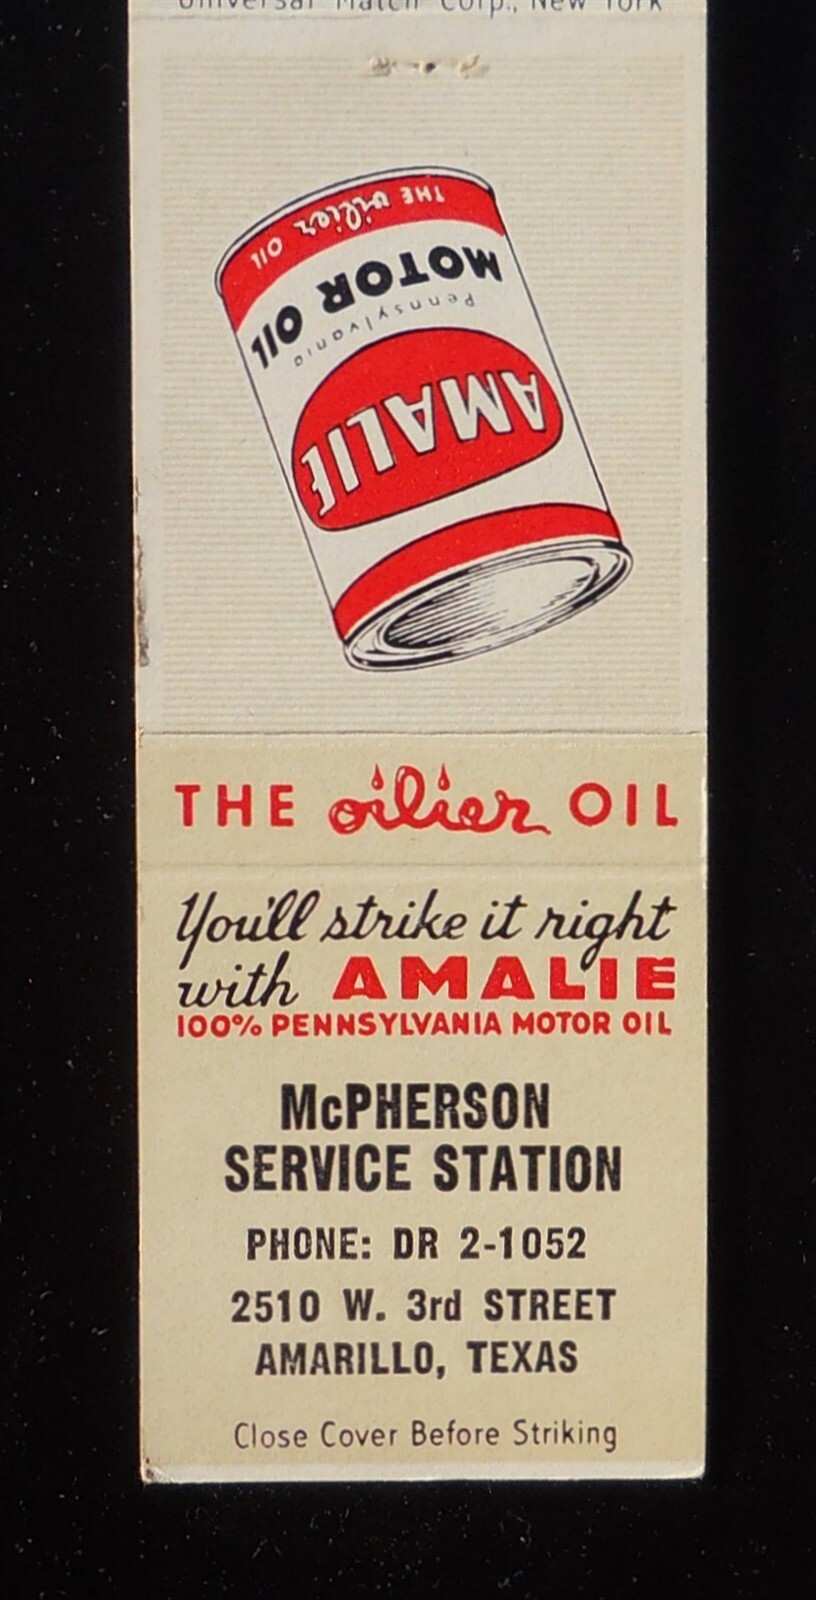 Universal Match Corp., New York
THE oilier OIL
MOTOR OIL
Pennsylvania
AMALIE
THE oilier OIL
You'll strike it right
with AMALIE
100% PENNSYLVANIA MOTOR OIL
McPHERSON
SERVICE STATION
PHONE: DR 2-1052
2510 W. 3rd STREET
AMARILLO, TEXAS
Close Cover Before Striking